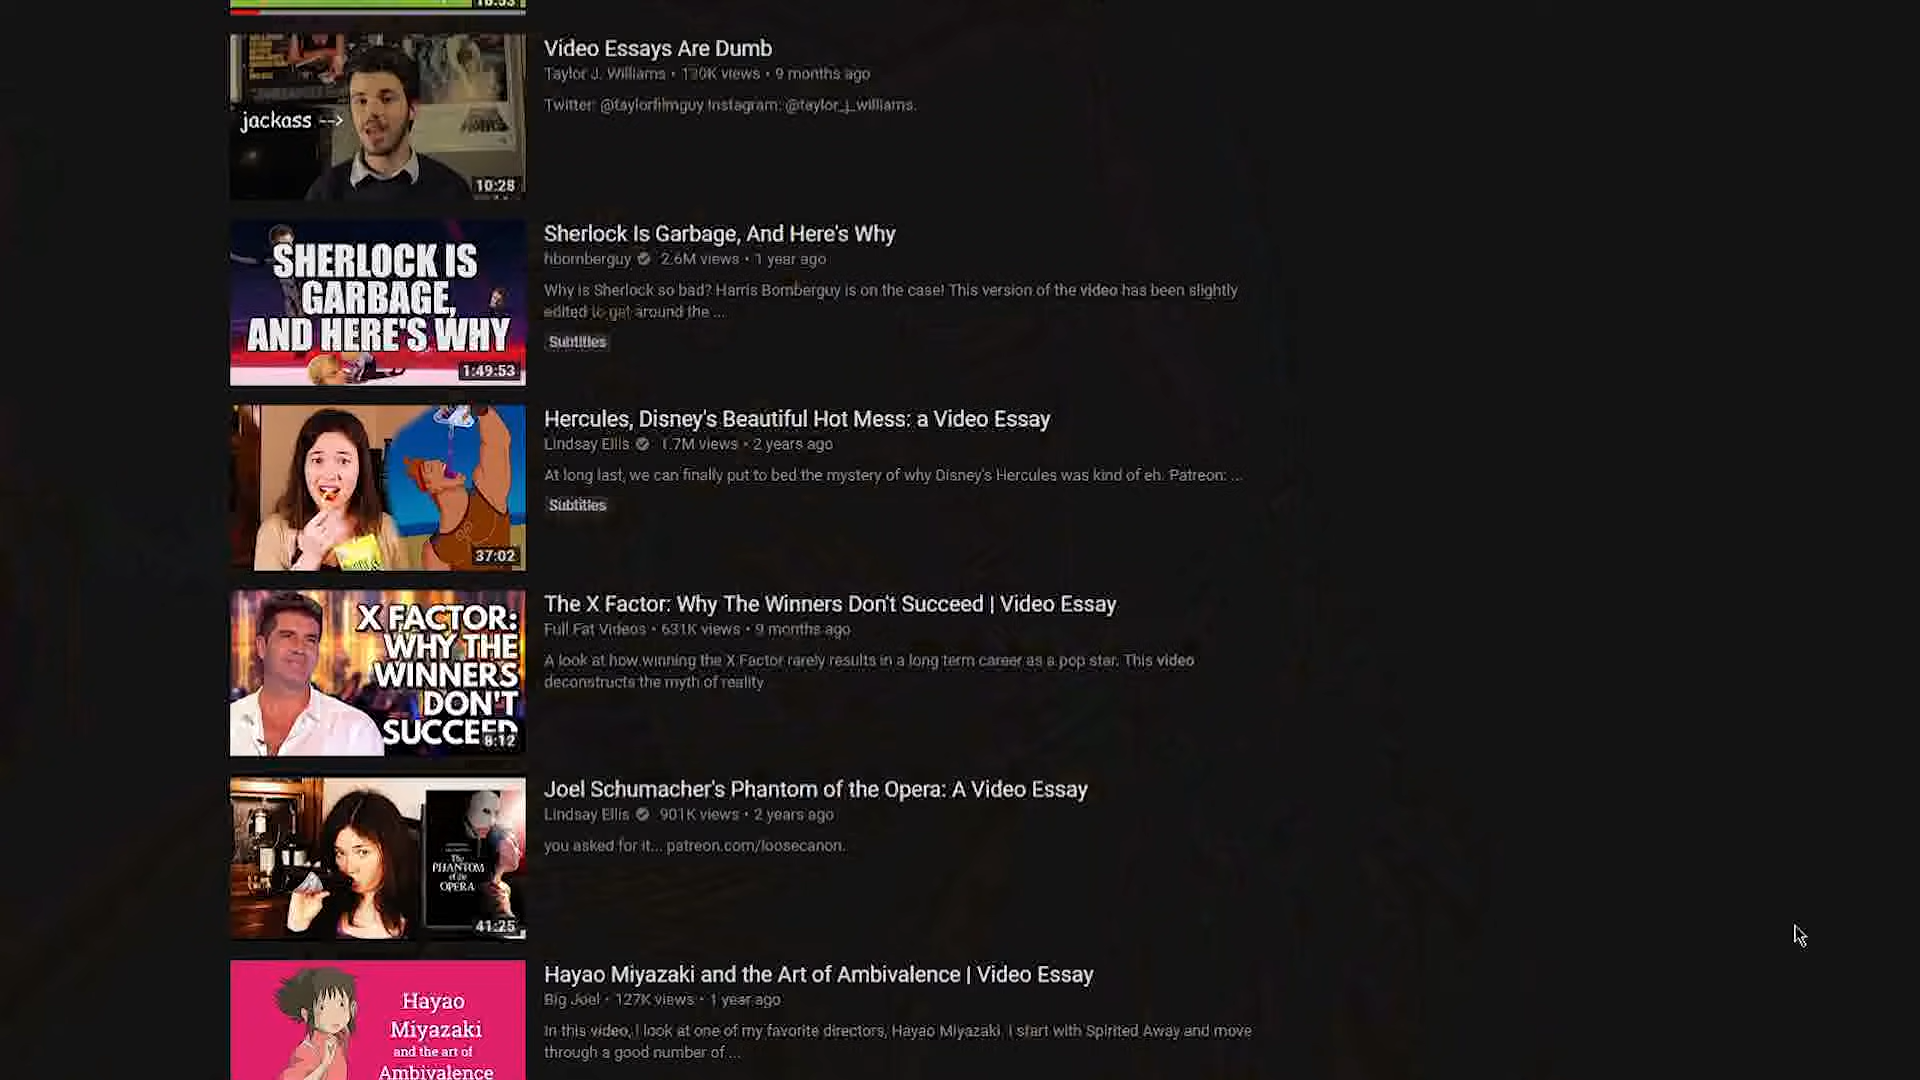 16:53
Video Essays Are Dumb
Taylor J. Williams • 130K views • 9 months ago
Twitter: @taylorfilmguy Instagram: @taylor_j_williams.
jackass -->
10:28
Sherlock Is Garbage, And Here's Why
hbomberguy 2.6M views • 1 year ago
Why is Sherlock so bad? Harris Bomberguy is on the case! This version of the video has been slightly
edited to get around the ...
Subtitles
SHERLOCK IS
GARBAGE,
AND HERE'S WHY
1:49:53
Hercules, Disney's Beautiful Hot Mess: a Video Essay
Lindsay Ellis 1.7M views • 2 years ago
At long last, we can finally put to bed the mystery of why Disney's Hercules was kind of eh. Patreon: ...
Subtitles
37:02
The X Factor: Why The Winners Don't Succeed | Video Essay
Full Fat Videos • 631K views • 9 months ago
A look at how winning the X Factor rarely results in a long term career as a pop star. This video
deconstructs the myth of reality
X FACTOR:
WHY THE
WINNERS
DON'T
SUCCEED
8:12
Joel Schumacher's Phantom of the Opera: A Video Essay
Lindsay Ellis 901K views • 2 years ago
you asked for it... patreon.com/loosecanon.
The
PHANTOM
of the
OPERA
41:25
Hayao Miyazaki and the Art of Ambivalence | Video Essay
Big Joel • 127K views • 1 year ago
In this video, I look at one of my favorite directors, Hayao Miyazaki. I start with Spirited Away and move
through a good number of ...
Hayao
Miyazaki
and the art of
Ambivalence